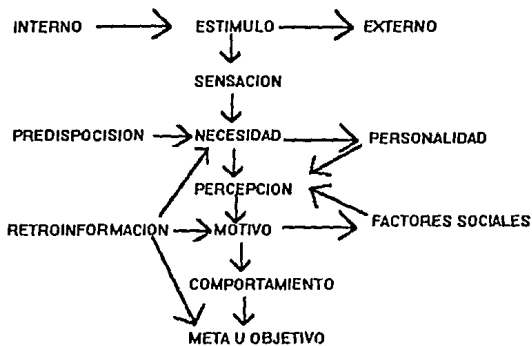 INTERNO ESTIMULO EXTERNO
SENSACION
PREDISPOCISION NECESIDAD PERSONALIDAD
PERCEPCION
RETROINFORMACION MOTIVO FACTORES SOCIALES
COMPORTAMIENTO
META U OBJETIVO